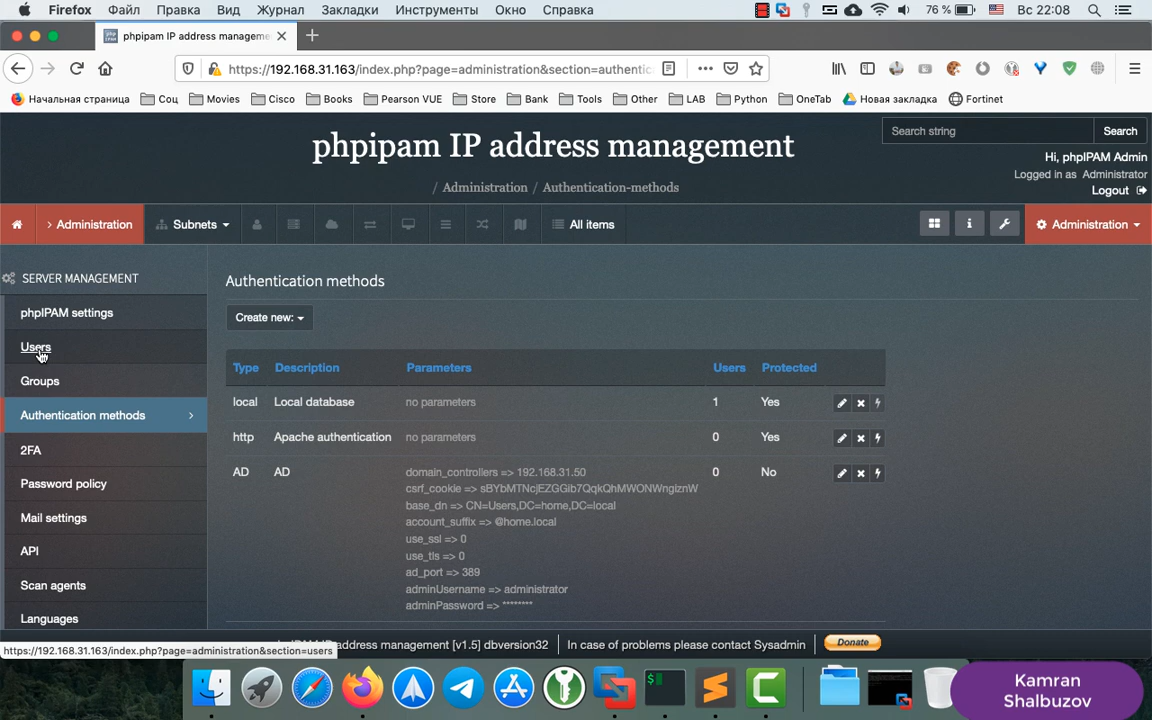 Firefox Файл Правка Вид Журнал Закладки Инструменты Окно Справка 76 % Вс 22:08
phpipam IP address manageme
https://192.168.31.163/index.php?page=administration&section=authentic
Начальная страница Соц Movies Cisco Books Pearson VUE Store Bank Tools Other LAB Python OneTab Новая закладка Fortinet
phpipam IP address management
Search string Search
Hi, phpIPAM Admin
Logged in as Administrator
Logout
/ Administration / Authentication-methods
> Administration Subnets All items Administration
SERVER MANAGEMENT
phpIPAM settings
Users
Groups
Authentication methods
2FA
Password policy
Mail settings
API
Scan agents
Languages
Authentication methods
Create new:
Type Description Parameters Users Protected
local Local database no parameters 1 Yes
http Apache authentication no parameters 0 Yes
AD AD domain_controllers => 192.168.31.50 0 No
csrf_cookie => sBYbMTNcjEZGGib7QqkQhMWONWnglznW
base_dn => CN=Users,DC=home,DC=local
account_suffix => @home.local
use_ssl => 0
use_tls => 0
ad_port => 389
adminUsername => administrator
adminPassword => ********
address management [v1.5] dbversion32 In case of problems please contact Sysadmin Donate
https://192.168.31.163/index.php?page=administration&section=users
Kamran
Shalbuzov